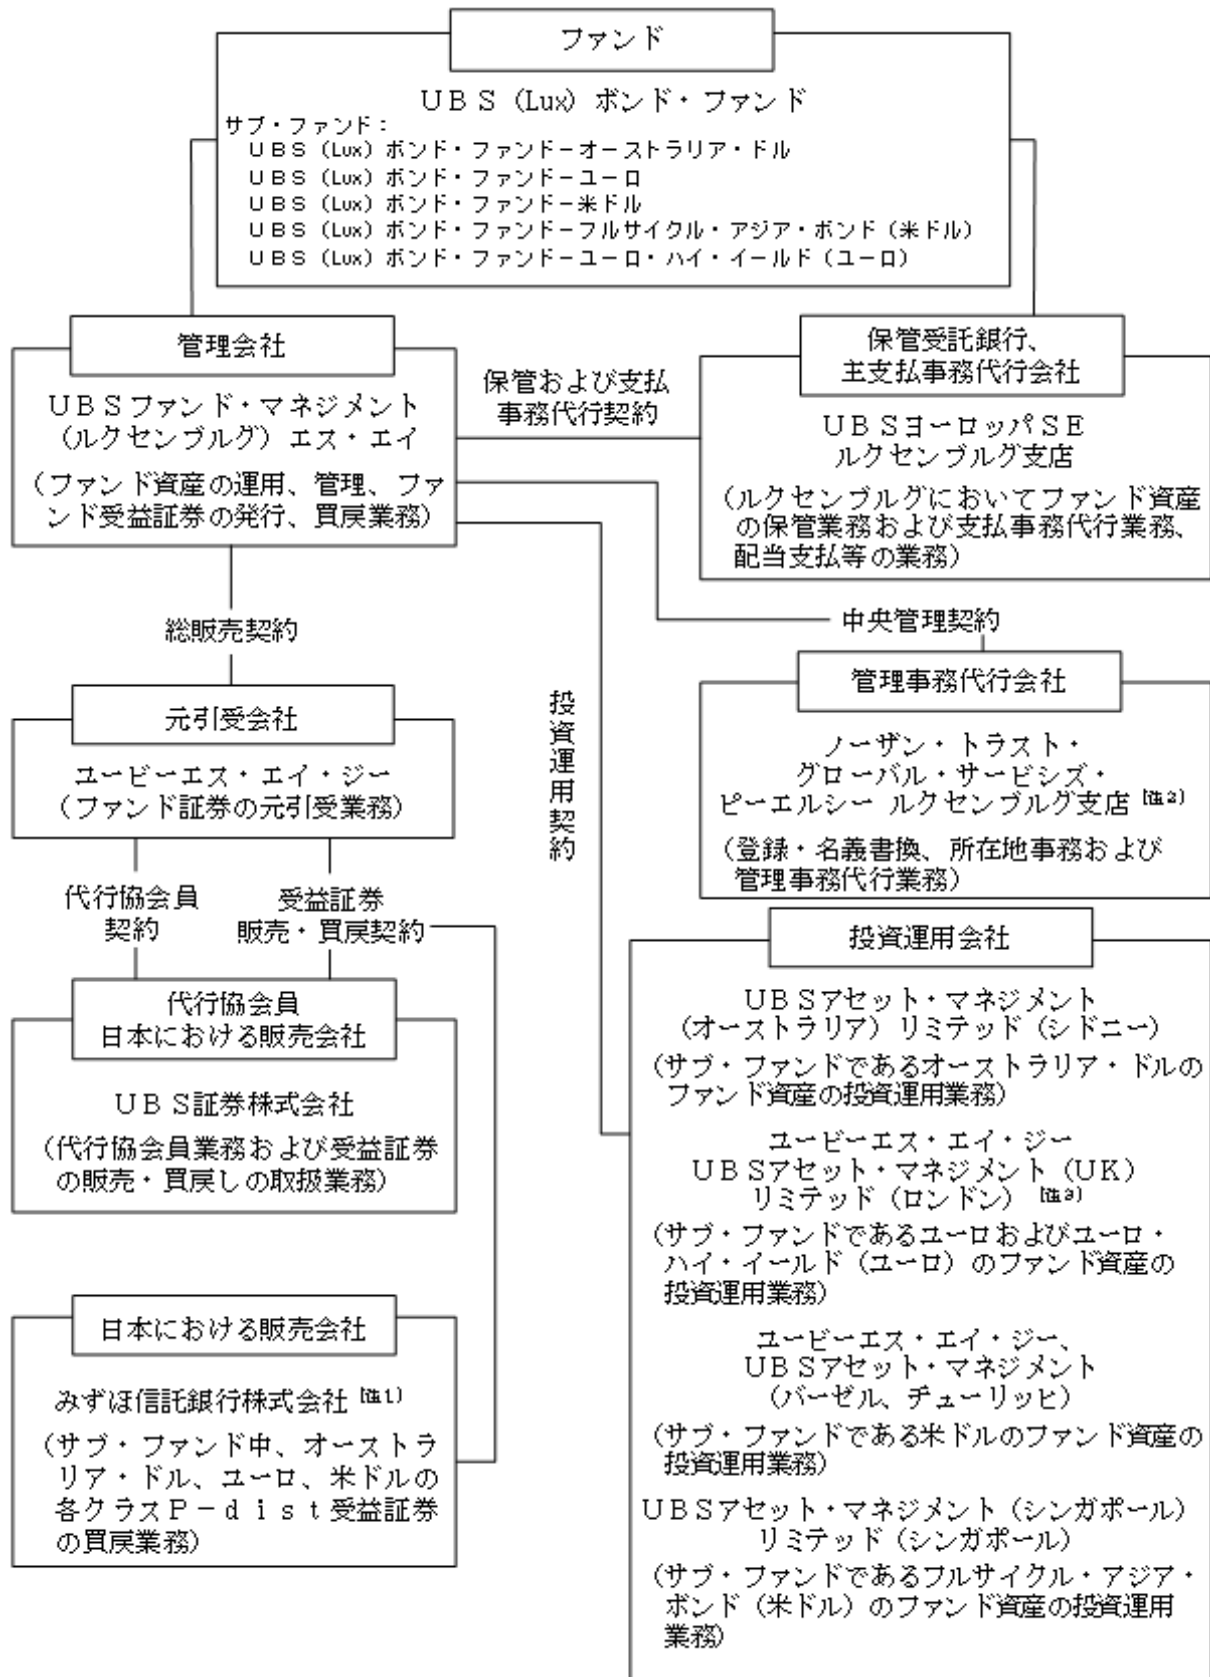 ファンド
ＵＢＳ（Lux）ボンド・ファンド
サブ・ファンド：
ＵＢＳ（Lux）ボンド・ファンド－オーストラリア・ドル
ＵＢＳ（Lux）ボンド・ファンド－ユーロ
ＵＢＳ（Lux）ボンド・ファンド－米ドル
ＵＢＳ（Lux）ボンド・ファンド－フルサイクル・アジア・ボンド（米ドル）
ＵＢＳ（Lux）ボンド・ファンド－ユーロ・ハイ・イールド（ユーロ）
管理会社
ＵＢＳファンド・マネジメント
（ルクセンブルグ）エス・エイ
（ファンド資産の運用、管理、ファ
ンド受益証券の発行、買戻業務）
保管および支払
事務代行契約
保管受託銀行、
主支払事務代行会社
ＵＢＳヨーロッパＳＥ
ルクセンブルグ支店
（ルクセンブルグにおいてファンド資産
の保管業務および支払事務代行業務、
配当支払等の業務）
総販売契約
中央管理契約
元引受会社
ユービーエス・エイ・ジー
（ファンド証券の元引受業務）
投資運用契約
管理事務代行会社
ノーザン・トラスト・
グローバル・サービシズ・
ピーエルシー ルクセンブルグ支店［注2］
（登録・名義書換、所在地事務および
管理事務代行業務）
代行協会員
契約
受益証券
販売・買戻契約
代行協会員
日本における販売会社
ＵＢＳ証券株式会社
（代行協会員業務および受益証券
の販売・買戻しの取扱業務）
日本における販売会社
みずほ信託銀行株式会社［注1］
（サブ・ファンド中、オーストラ
リア・ドル、ユーロ、米ドルの
各クラスＰ－ｄｉｓｔ受益証券
の買戻業務）
投資運用会社
ＵＢＳアセット・マネジメント
（オーストラリア）リミテッド（シドニー）
（サブ・ファンドであるオーストラリア・ドルの
ファンド資産の投資運用業務）
ユービーエス・エイ・ジー
ＵＢＳアセット・マネジメント（ＵＫ）
リミテッド（ロンドン）［注3］
（サブ・ファンドであるユーロおよびユーロ・
ハイ・イールド（ユーロ）のファンド資産の
投資運用業務）
ユービーエス・エイ・ジー、
ＵＢＳアセット・マネジメント
（バーゼル、チューリッヒ）
（サブ・ファンドである米ドルのファンド資産の
投資運用業務）
ＵＢＳアセット・マネジメント（シンガポール）
リミテッド（シンガポール）
（サブ・ファンドであるフルサイクル・アジア・
ボンド（米ドル）のファンド資産の投資運用
業務）